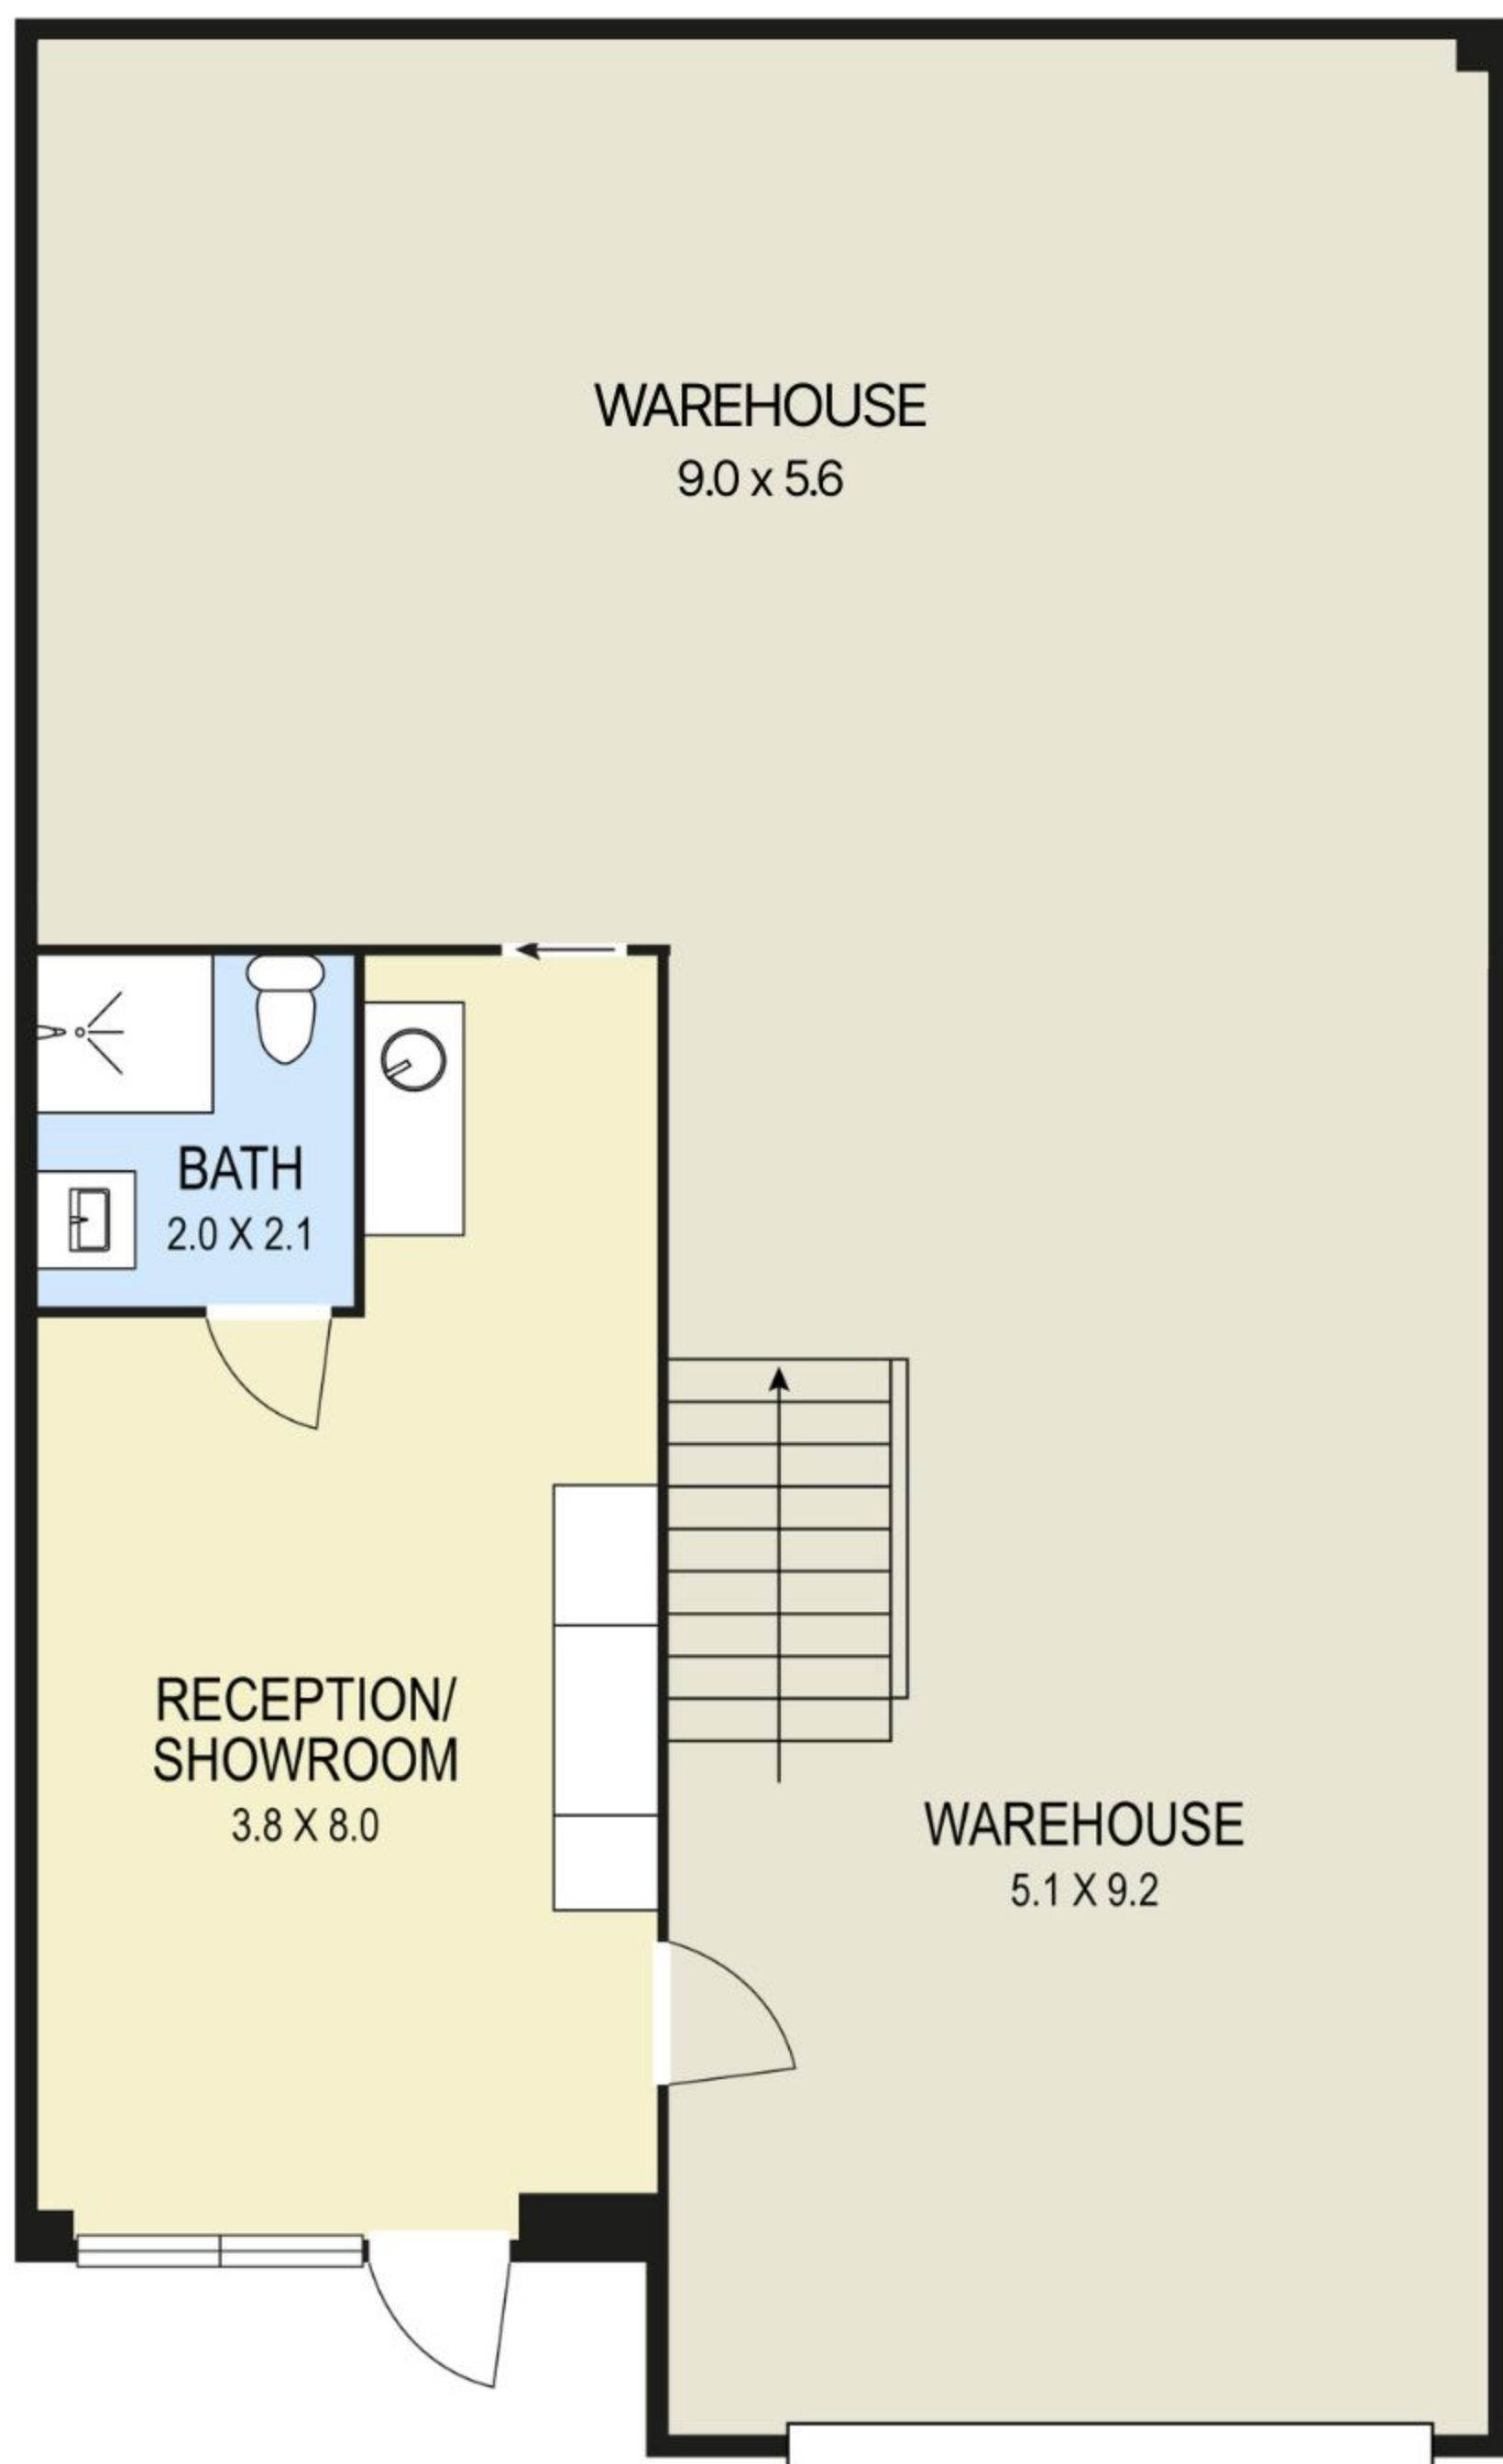 WAREHOUSE
9.0 x 5.6
BATH
2.0 X 2.1
RECEPTION/
SHOWROOM
3.8 X 8.0
WAREHOUSE
5.1 X 9.2